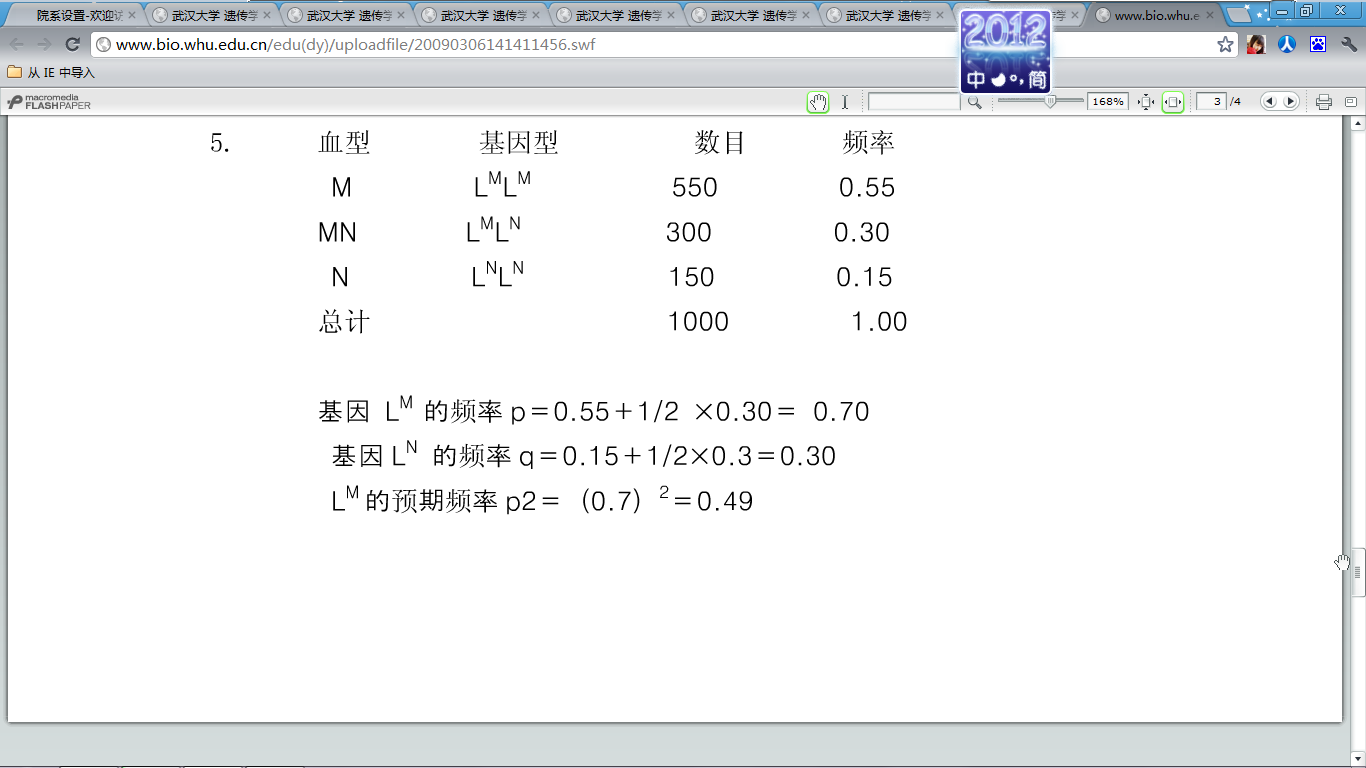 院系设置-欢迎访 武汉大学 遗传学 武汉大学 遗传学 武汉大学 遗传学 武汉大学 遗传学 武汉大学 遗传学 武汉大学 遗传学 www.bio.whu.e
www.bio.whu.edu.cn/edu(dy)/uploadfile/20090306141411456.swf
2012
中 简
从 IE 中导入
macromedia
FLASHPAPER
168% 3 /4
5. 血型 基因型 数目 频率
M LᴹLᴹ 550 0.55
MN LᴹLᴺ 300 0.30
N LᴺLᴺ 150 0.15
总计 1000 1.00
基因 Lᴹ 的频率 p＝0.55＋1/2 ×0.30＝ 0.70
基因 Lᴺ 的频率 q＝0.15＋1/2×0.3＝0.30
Lᴹ 的预期频率 p2＝（0.7）²＝0.49